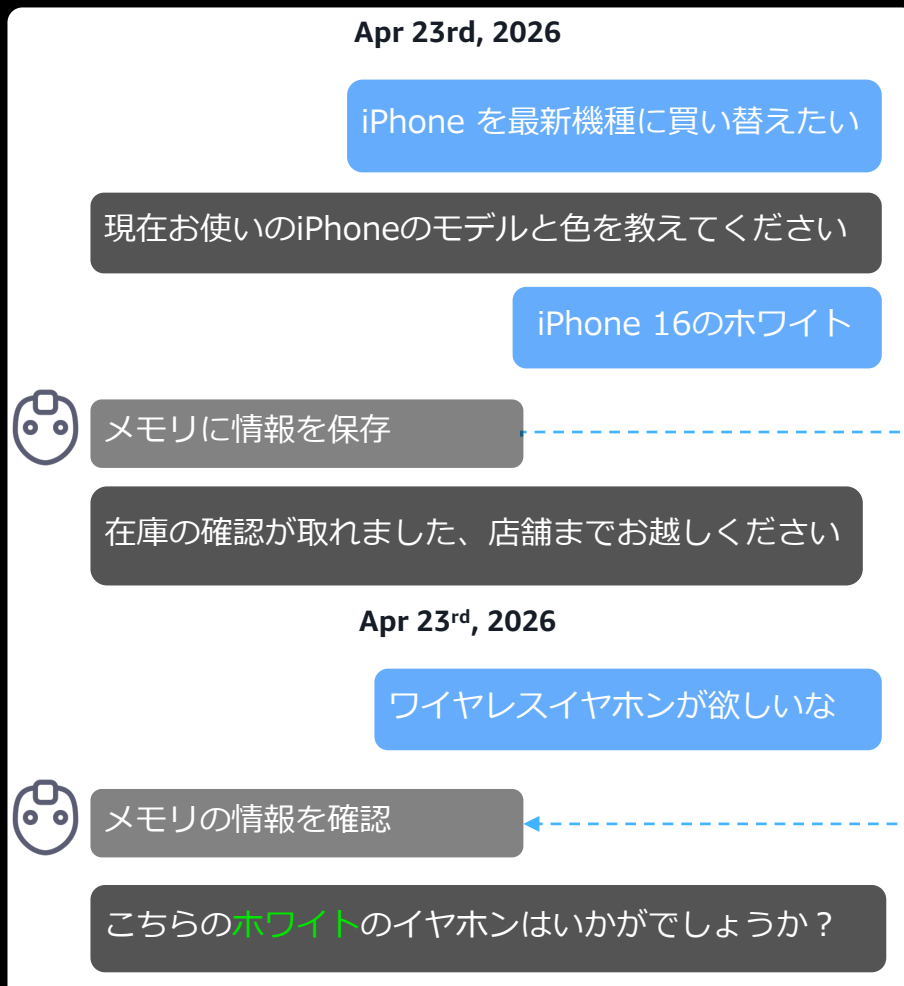 Apr 23rd, 2026
iPhone を最新機種に買い替えたい
現在お使いのiPhoneのモデルと色を教えてください
iPhone 16のホワイト
メモリに情報を保存
在庫の確認が取れました、店舗までお越しください
Apr 23rd, 2026
ワイヤレスイヤホンが欲しいな
メモリの情報を確認
こちらのホワイトのイヤホンはいかがでしょうか？